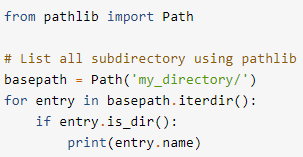 from pathlib import Path

# List all subdirectory using pathlib
basepath = Path('my_directory/')
for entry in basepath.iterdir():
    if entry.is_dir():
        print(entry.name)